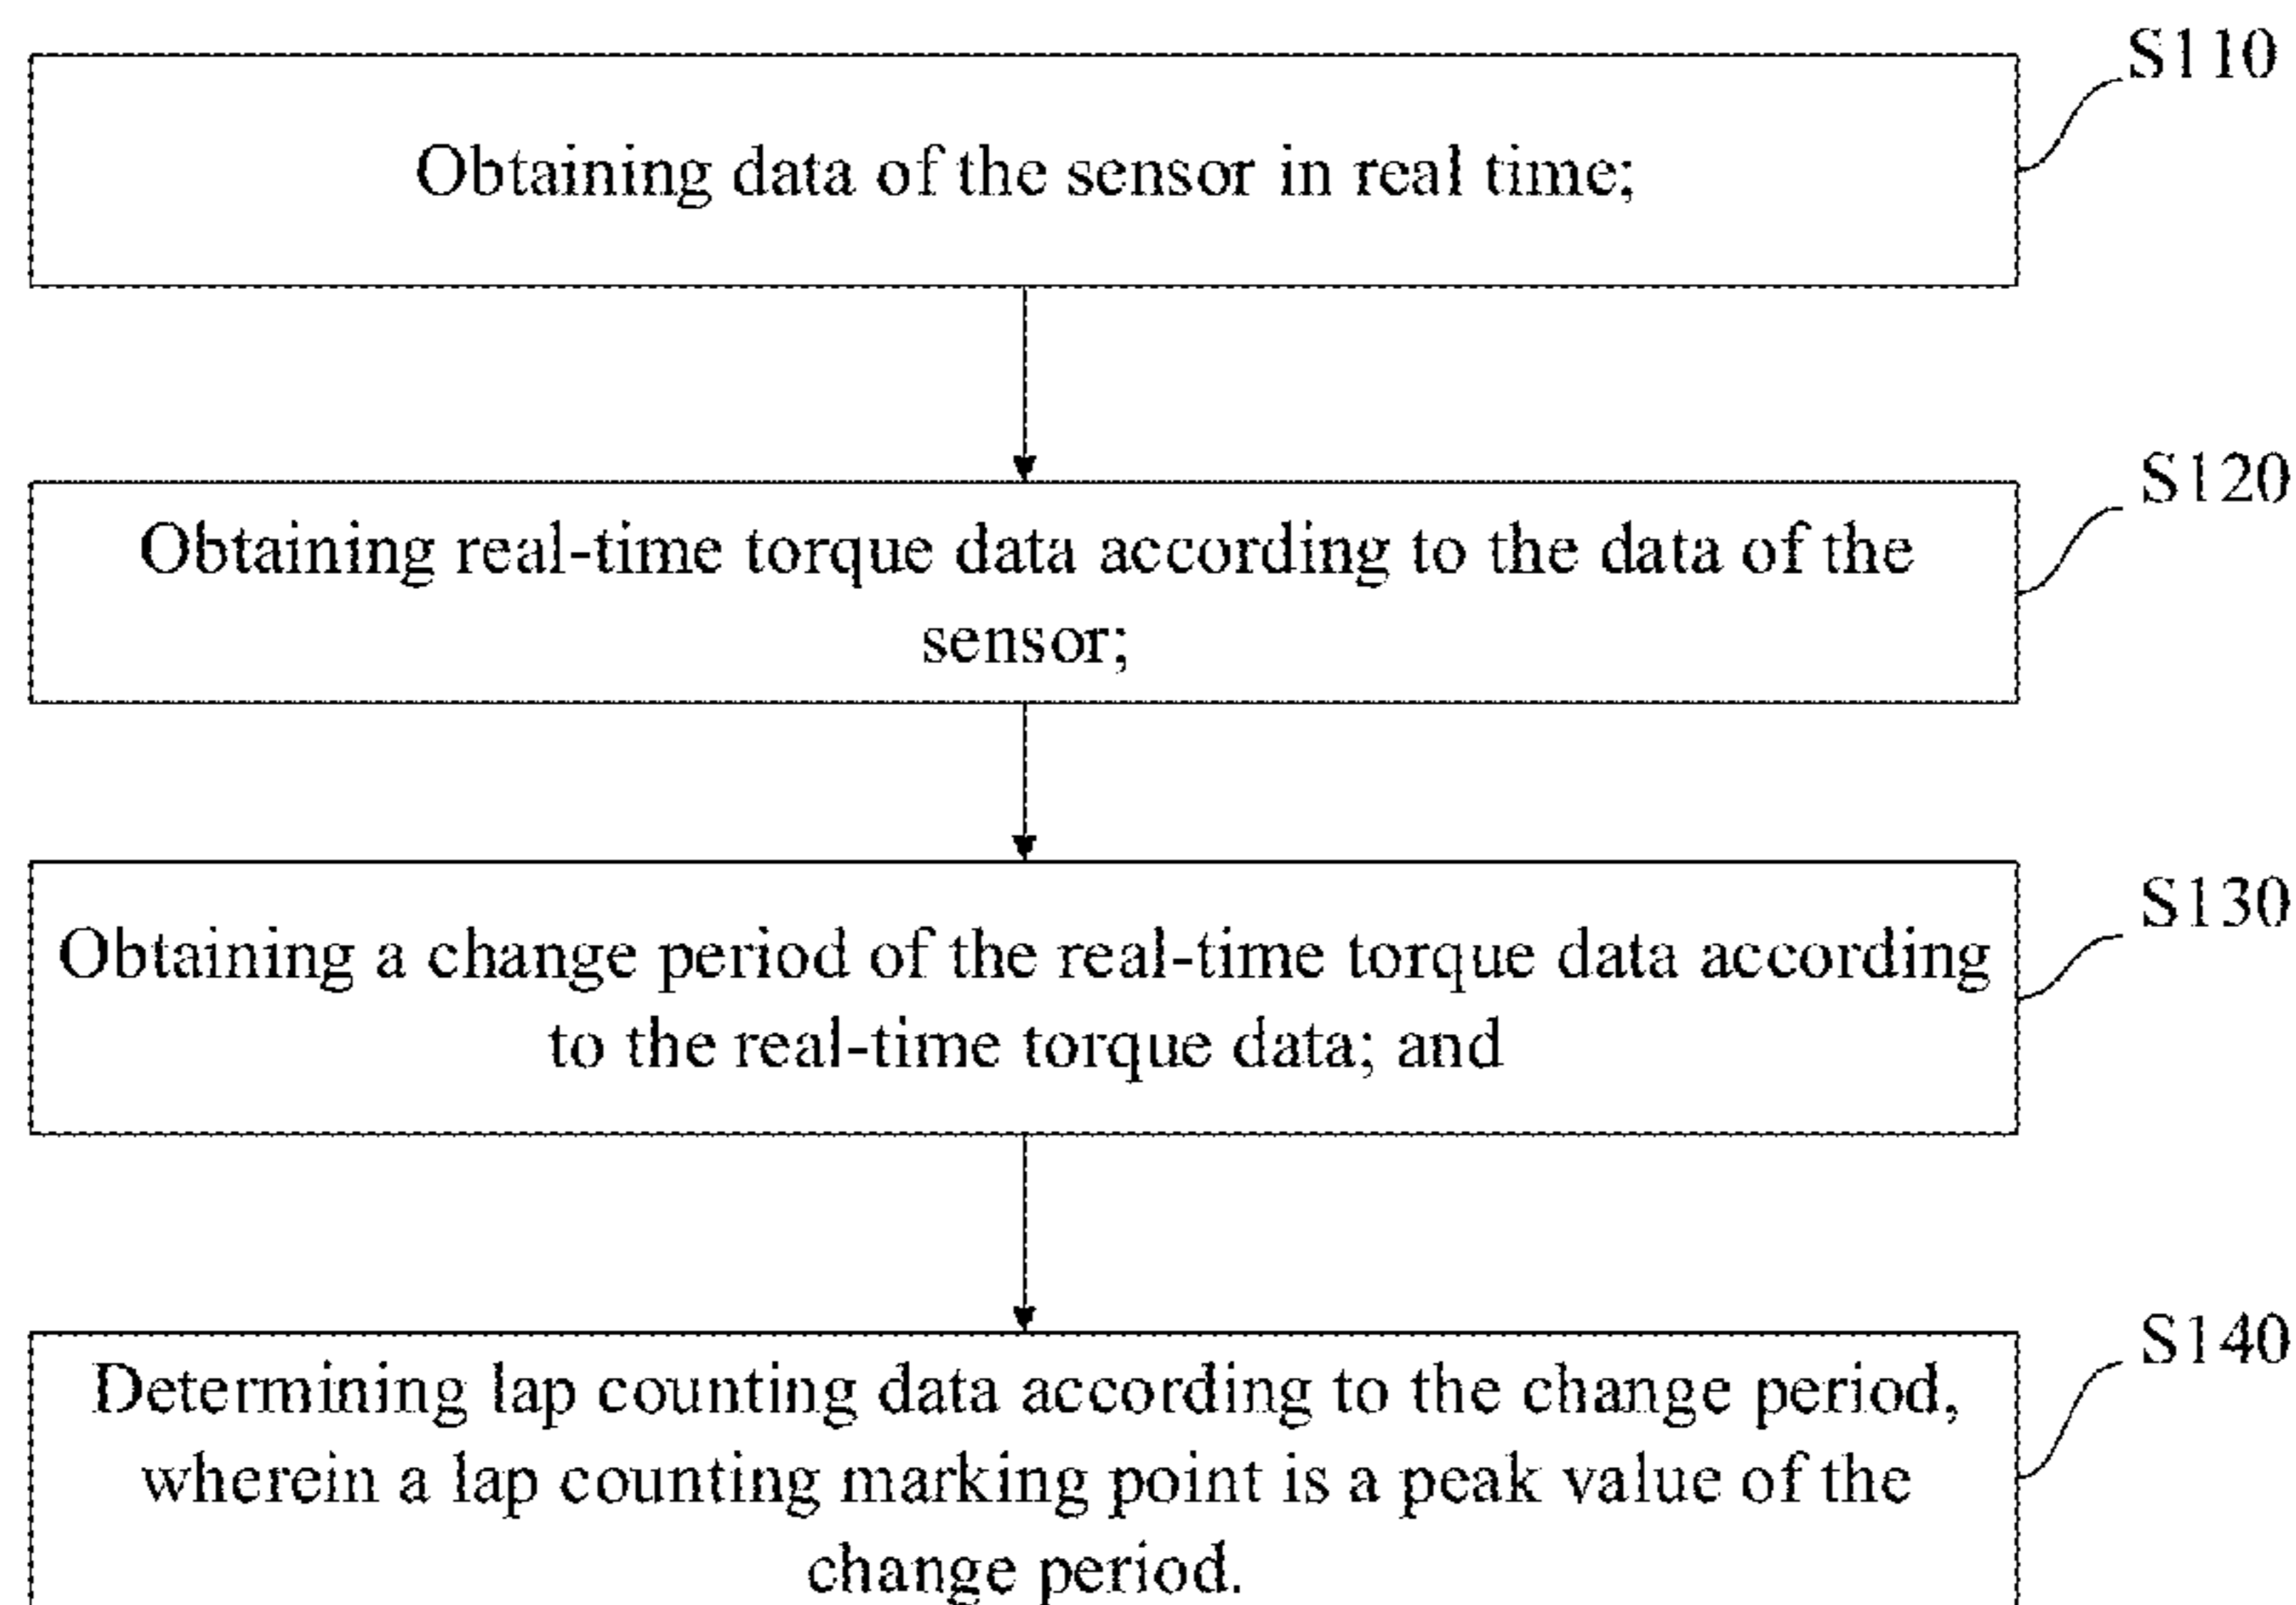 S110
Obtaining data of the sensor in real time;
S120
Obtaining real-time torque data according to the data of the
sensor;
S130
Obtaining a change period of the real-time torque data according
to the real-time torque data; and
S140
Determining lap counting data according to the change period,
wherein a lap counting marking point is a peak value of the
change period.